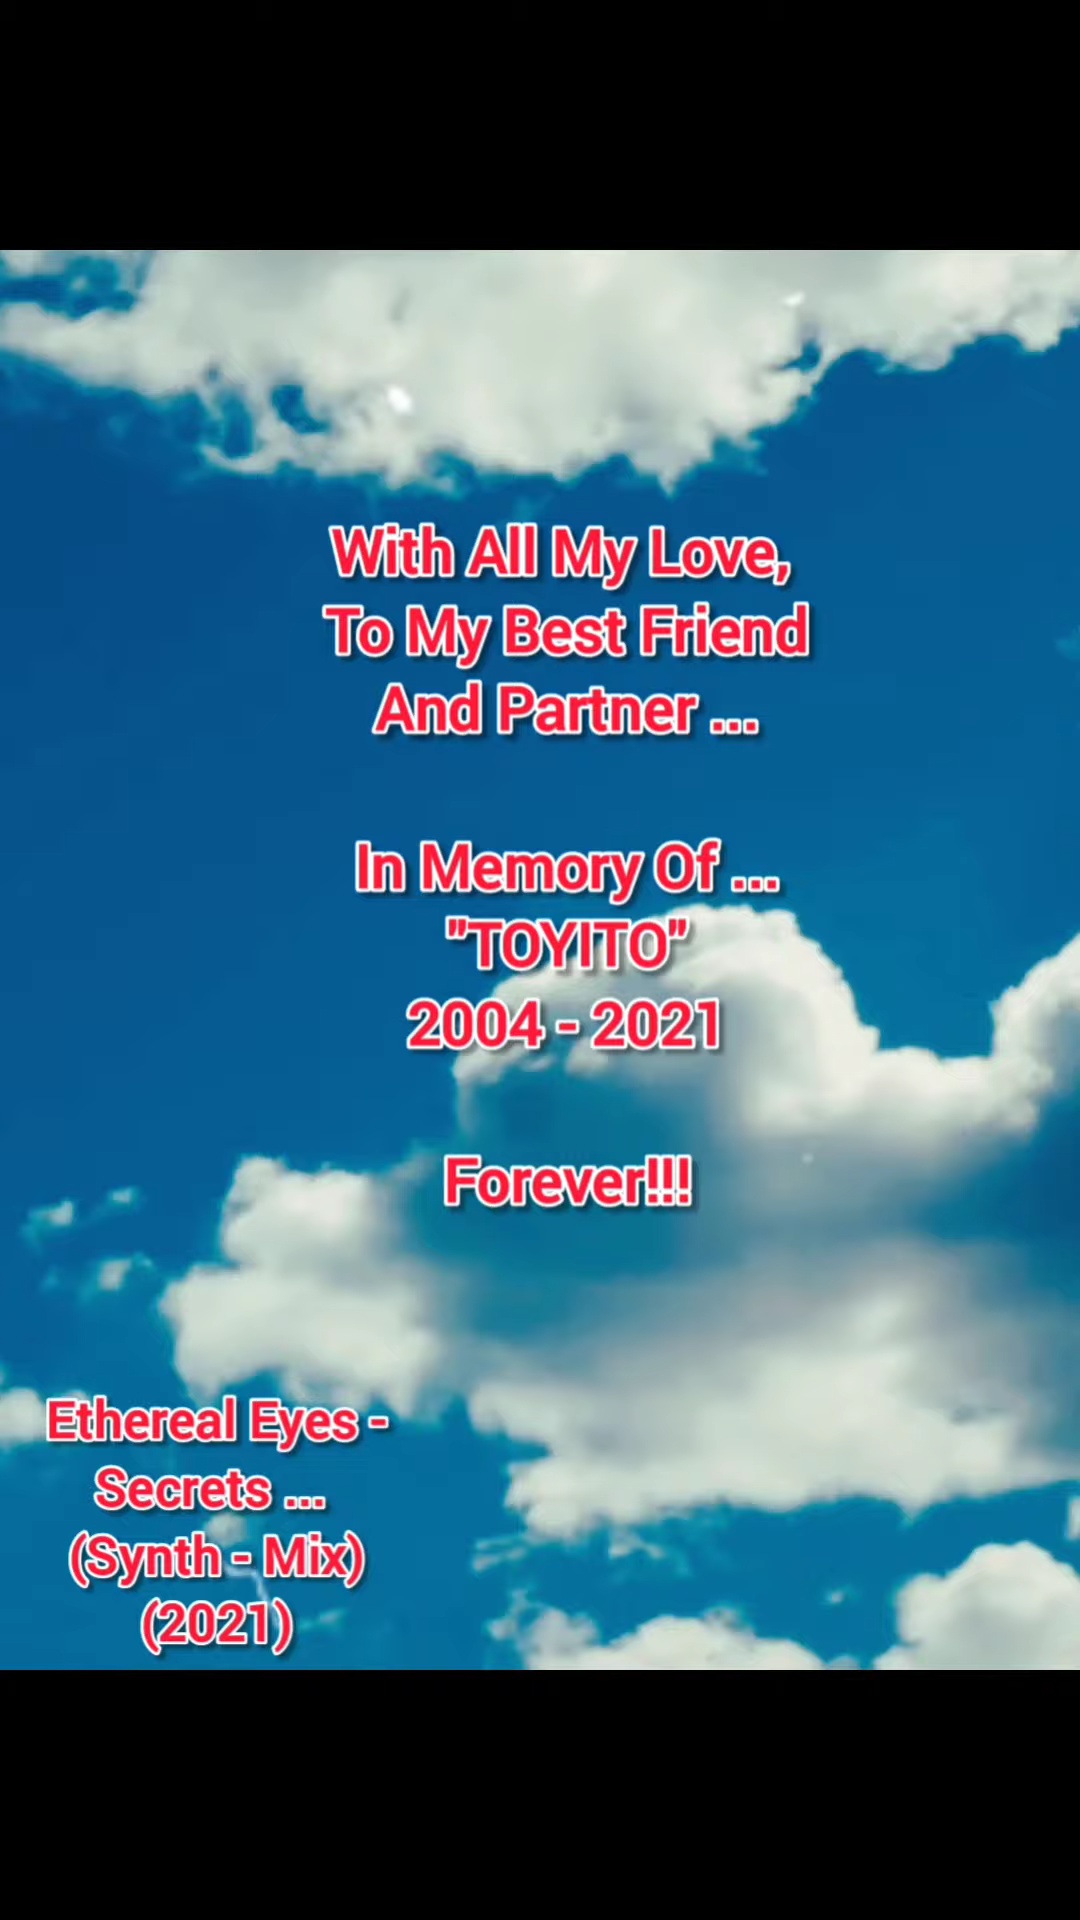 With All My Love,
To My Best Friend
And Partner ...
In Memory Of ...
"TOYITO"
2004 - 2021
Forever!!!
Ethereal Eyes -
Secrets ...
(Synth - Mix)
(2021)